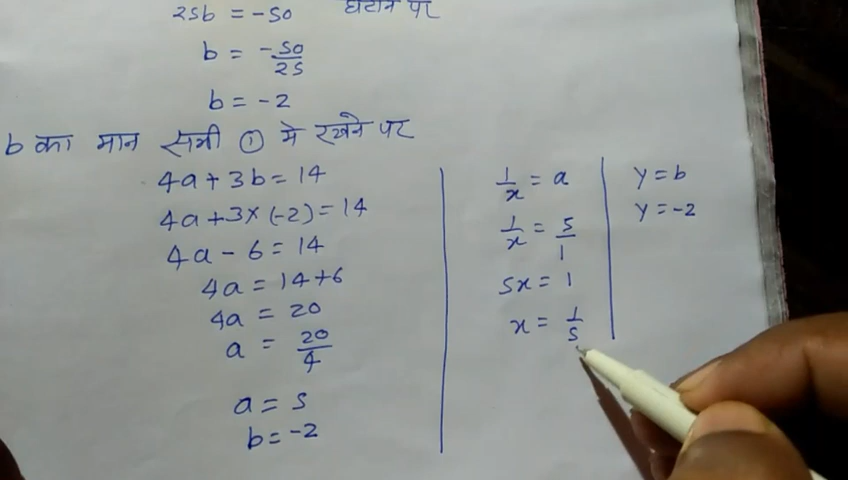 25b = -50 घटाने पर
b = -50/25
b = -2
b का मान समी ① मे रखने पर
4a + 3b = 14
4a + 3 x (-2) = 14
4a - 6 = 14
4a = 14 + 6
4a = 20
a = 20/4
a = 5
b = -2
1/x = a
1/x = 5/1
5x = 1
x = 1/5
y = b
y = -2